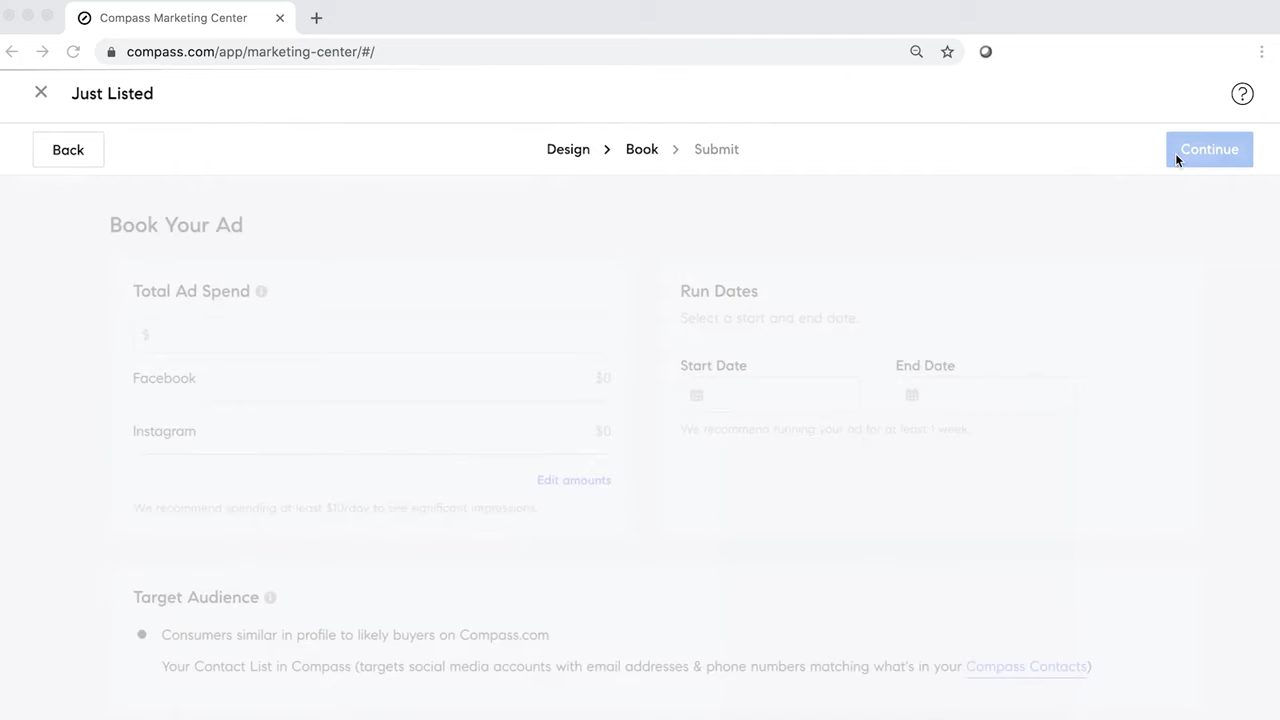 Compass Marketing Center
compass.com/app/marketing-center/#/
Just Listed
Back
Design
Book
Submit
Continue
Book Your Ad
Total Ad Spend
$
Facebook
$0
Instagram
$0
Edit amounts
We recommend spending at least $10/day to see significant impressions.
Run Dates
Select a start and end date.
Start Date
End Date
We recommend running your ad for at least 1 week.
Target Audience
Consumers similar in profile to likely buyers on Compass.com
Your Contact List in Compass (targets social media accounts with email addresses & phone numbers matching what's in your Compass Contacts)